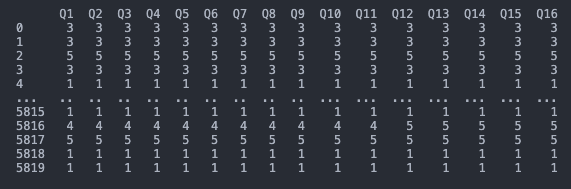 Q1 Q2 Q3 Q4 Q5 Q6 Q7 Q8 Q9 Q10 Q11 Q12 Q13 Q14 Q15 Q16
0 3 3 3 3 3 3 3 3 3 3 3 3 3 3 3 3
1 3 3 3 3 3 3 3 3 3 3 3 3 3 3 3 3
2 5 5 5 5 5 5 5 5 5 5 5 5 5 5 5 5
3 3 3 3 3 3 3 3 3 3 3 3 3 3 3 3 3
4 1 1 1 1 1 1 1 1 1 1 1 1 1 1 1 1
... .. .. .. .. .. .. .. .. .. ... ... ... ... ... ... ...
5815 1 1 1 1 1 1 1 1 1 1 1 1 1 1 1 1
5816 4 4 4 4 4 4 4 4 4 4 4 5 5 5 5 5
5817 5 5 5 5 5 5 5 5 5 5 5 5 5 5 5 5
5818 1 1 1 1 1 1 1 1 1 1 1 1 1 1 1 1
5819 1 1 1 1 1 1 1 1 1 1 1 1 1 1 1 1